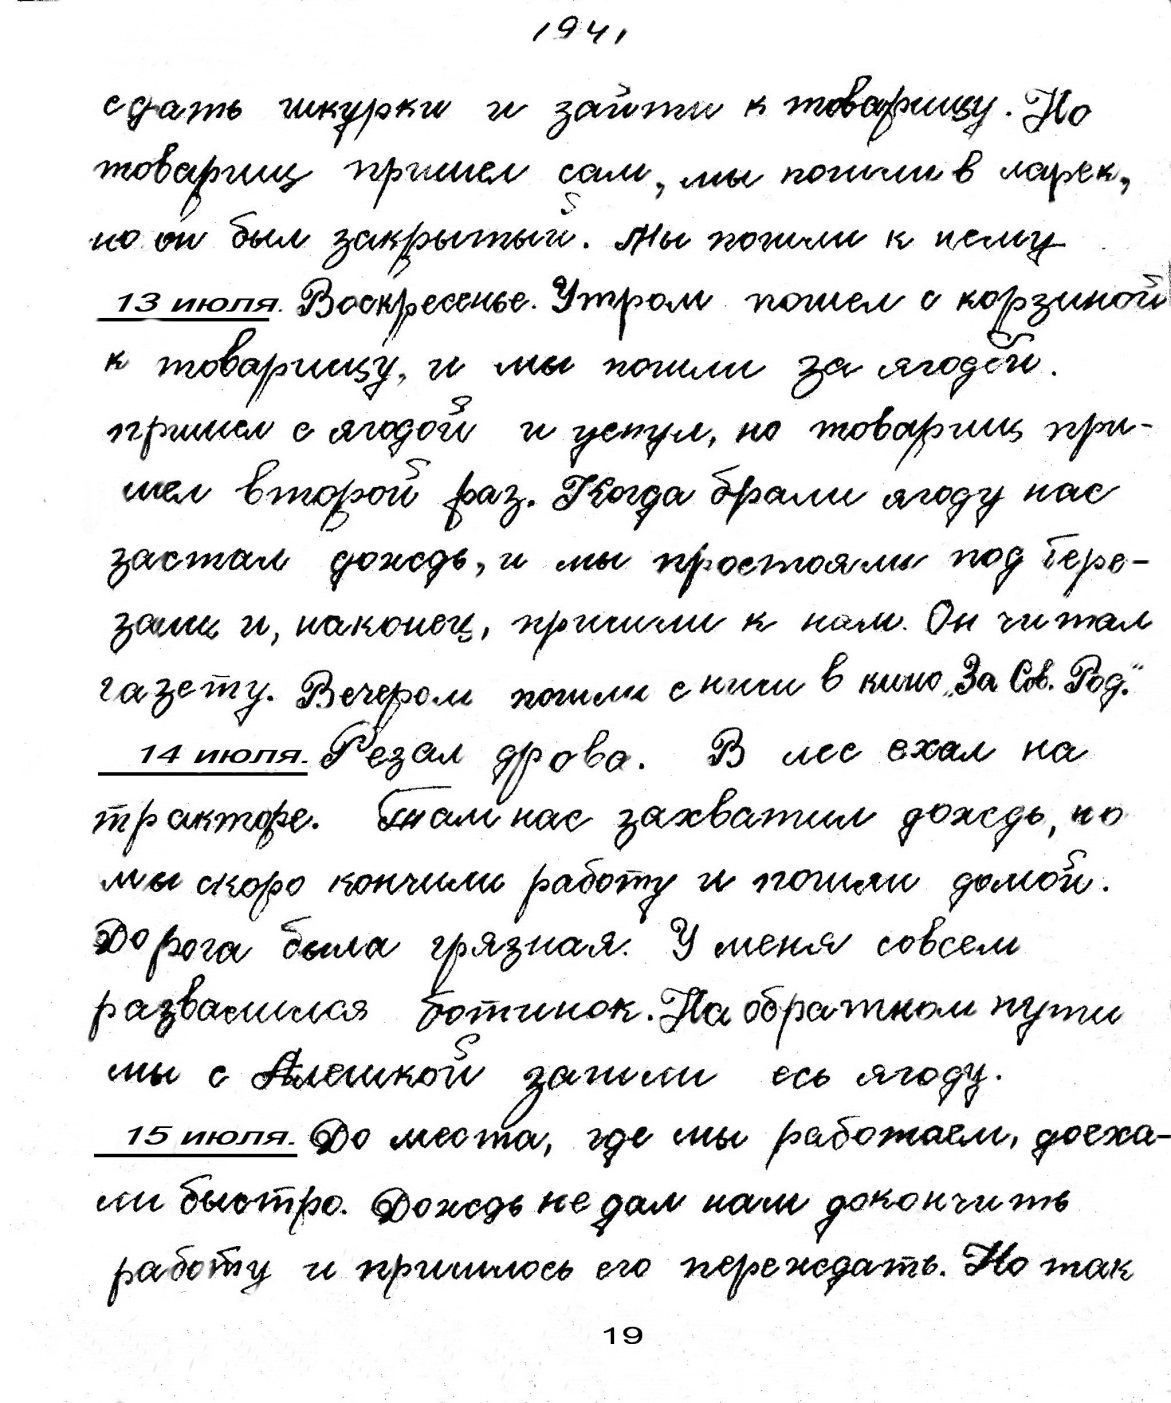 1941
сдать шкурки и зайти к товарищу. Но
товарищ пришел сам, мы пошли в ларек,
но он был закрытый. Мы пошли к нему
13 июля. Воскресенье. Утром пошел с корзиной
к товарищу, и мы пошли за ягодой.
пришел с ягодой и уснул, но товарищ при-
шел второй раз. Когда брали ягоду нас
застал дождь, и мы простояли под бере-
зами и, наконец, пришли к нам. Он читал
газету. Вечером пошли с ними в кино „За Сов. Род."
14 июля. Резал дрова. В лес ехал на
тракторе. Там нас захватил дождь, но
мы скоро кончили работу и пошли домой.
Дорога была грязная. У меня совсем
развалился ботинок. На обратном пути
мы с Алешкой зашли есь ягоду.
15 июля. До места, где мы работаем, доеха-
ли быстро. Дождь не дал нам докончить
работу и пришлось его переждать. Но так
19